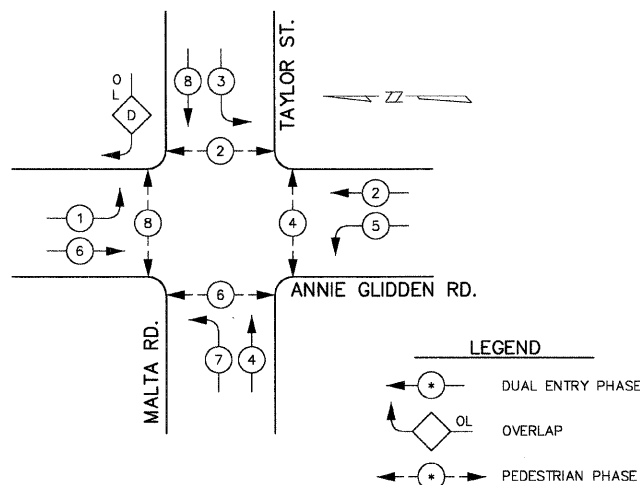 TAYLOR ST.
8
3
OL
D
2
2
1
8
4
5
6
6
ANNIE GLIDDEN RD.
MALTA RD.
7
4
LEGEND
* DUAL ENTRY PHASE
OL OVERLAP
* PEDESTRIAN PHASE